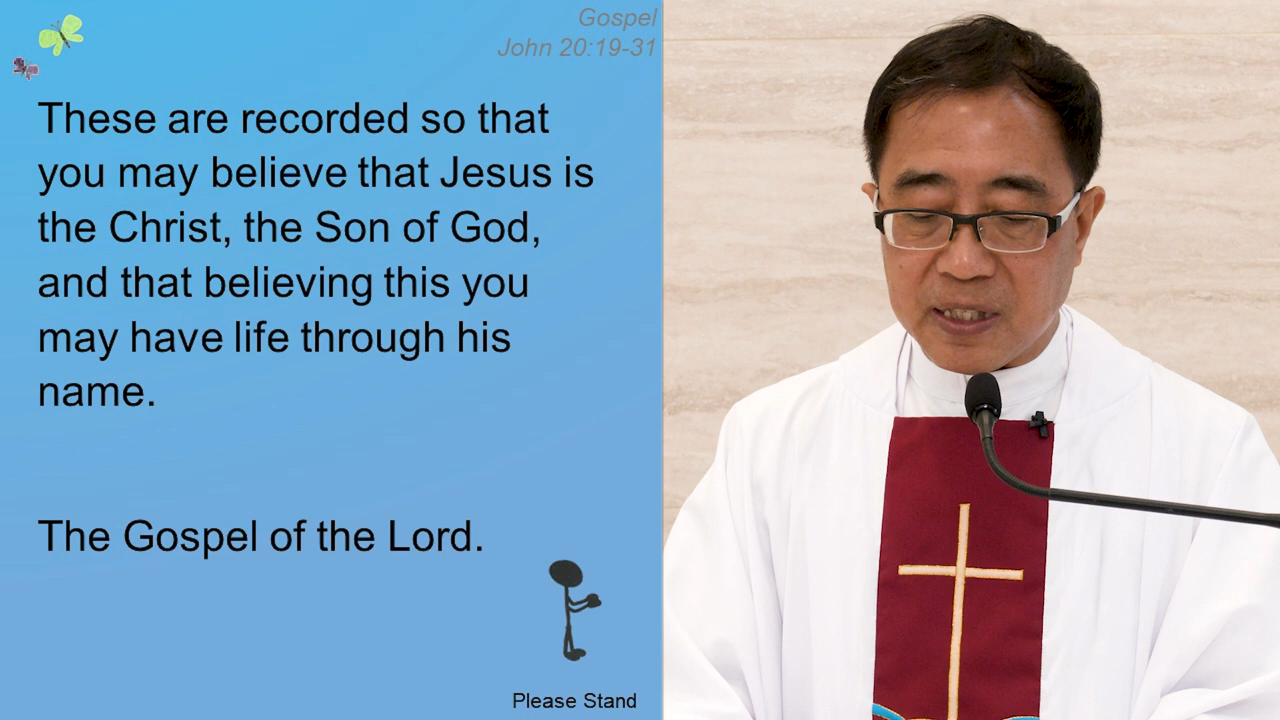 Gospel
John 20:19-31
These are recorded so that
you may believe that Jesus is
the Christ, the Son of God,
and that believing this you
may have life through his
name.
The Gospel of the Lord.
Please Stand